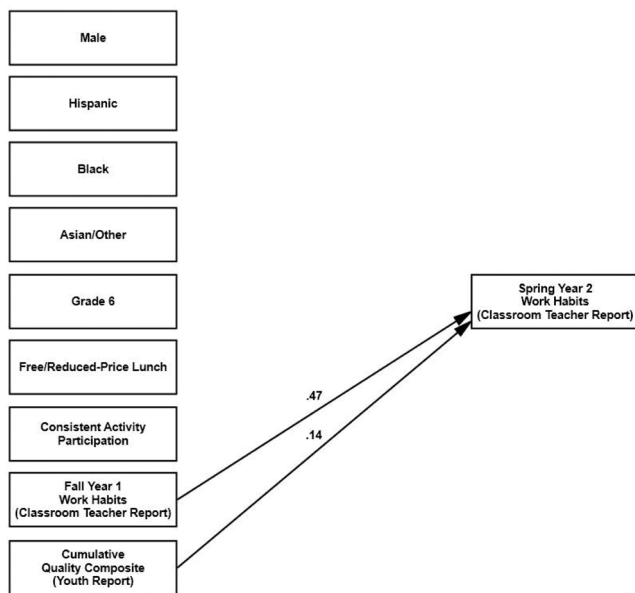 Male
Hispanic
Black
Asian/Other
Grade 6
Free/Reduced-Price Lunch
Consistent Activity
Participation
Fall Year 1
Work Habits
(Classroom Teacher Report)
Cumulative
Quality Composite
(Youth Report)
.47
.14
Spring Year 2
Work Habits
(Classroom Teacher Report)